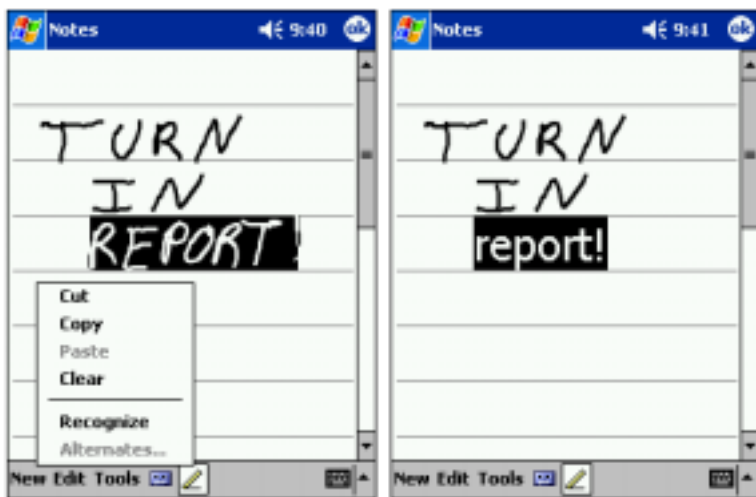 Notes 9:40 ok
TURN
IN
REPORT!
Cut
Copy
Paste
Clear
Recognize
Alternates...
New Edit Tools
Notes 9:41 ok
TURN
IN
report!
New Edit Tools